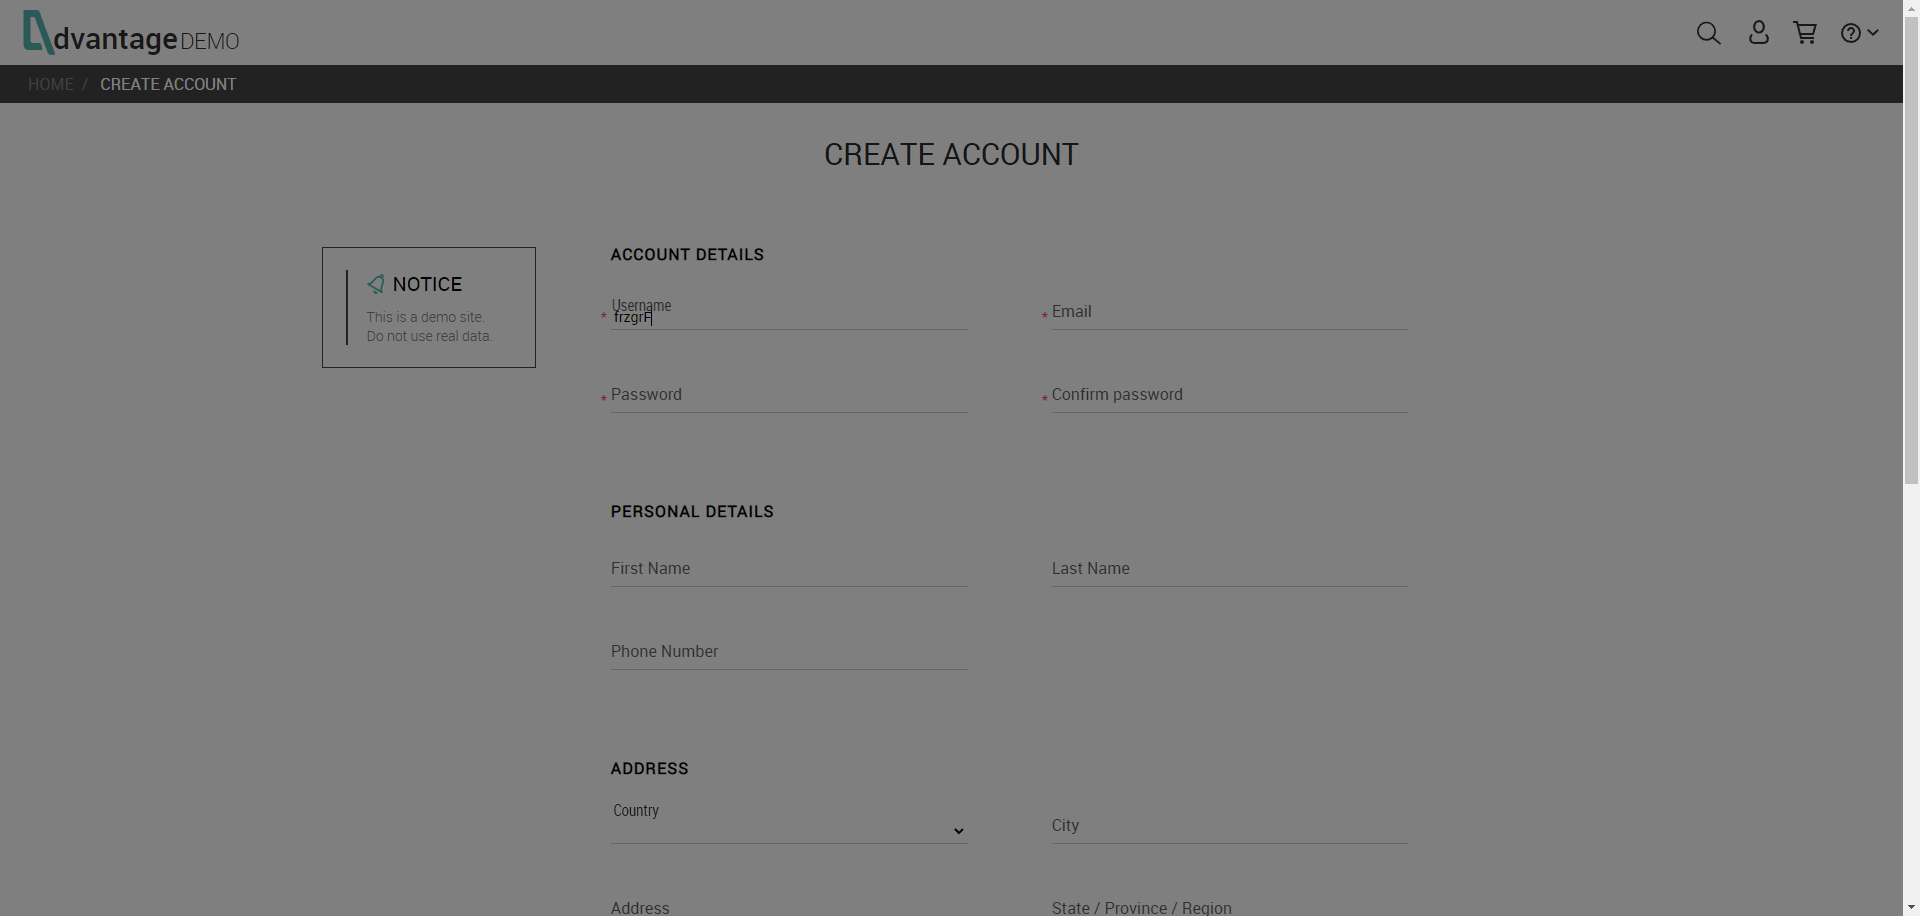 dvantage DEMO
HOME / CREATE ACCOUNT
CREATE ACCOUNT
NOTICE
This is a demo site.
Do not use real data.
ACCOUNT DETAILS
Username
* frzgrF
* Email
* Password
* Confirm password
PERSONAL DETAILS
First Name
Last Name
Phone Number
ADDRESS
Country
City
Address
State / Province / Region